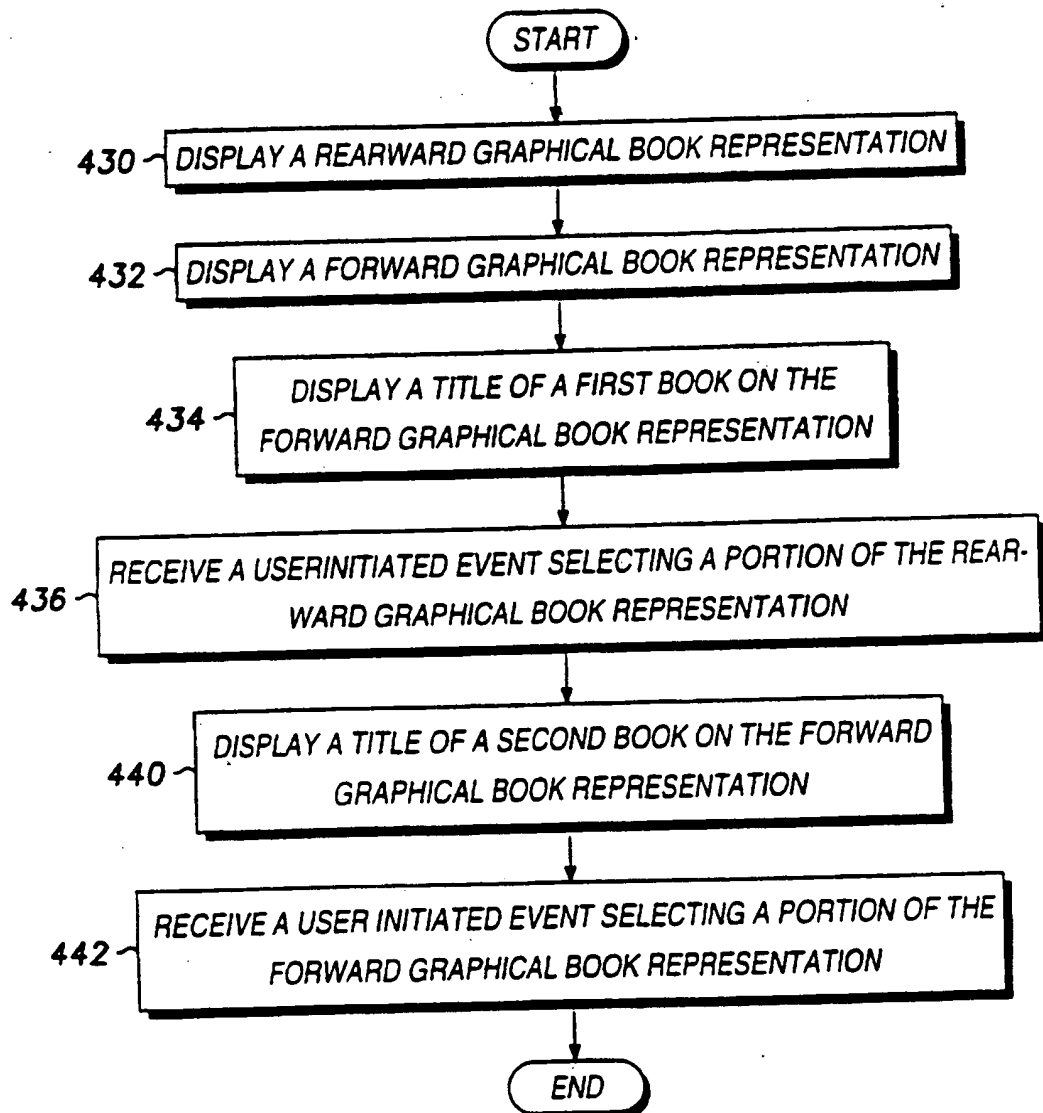 START
430 DISPLAY A REARWARD GRAPHICAL BOOK REPRESENTATION
432 DISPLAY A FORWARD GRAPHICAL BOOK REPRESENTATION
DISPLAY A TITLE OF A FIRST BOOK ON THE
434
FORWARD GRAPHICAL BOOK REPRESENTATION
RECEIVE A USERINITIATED EVENT SELECTING A PORTION OF THE REAR-
436
WARD GRAPHICAL BOOK REPRESENTATION
DISPLAY A TITLE OF A SECOND BOOK ON THE FORWARD
440
GRAPHICAL BOOK REPRESENTATION
RECEIVE A USER INITIATED EVENT SELECTING A PORTION OF THE
442
FORWARD GRAPHICAL BOOK REPRESENTATION
END